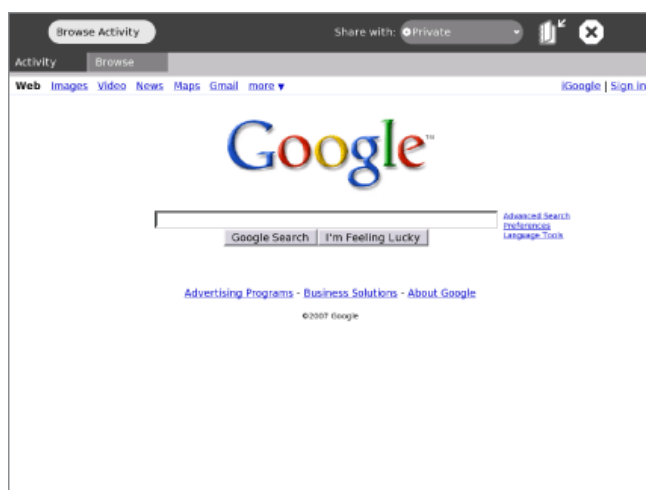 Browse Activity Share with: Private
Activity Browse
Web Images Video News Maps Gmail more ▼ iGoogle | Sign in
Google™
Advanced Search
Preferences
Language Tools
Google Search I'm Feeling Lucky
Advertising Programs - Business Solutions - About Google
©2007 Google